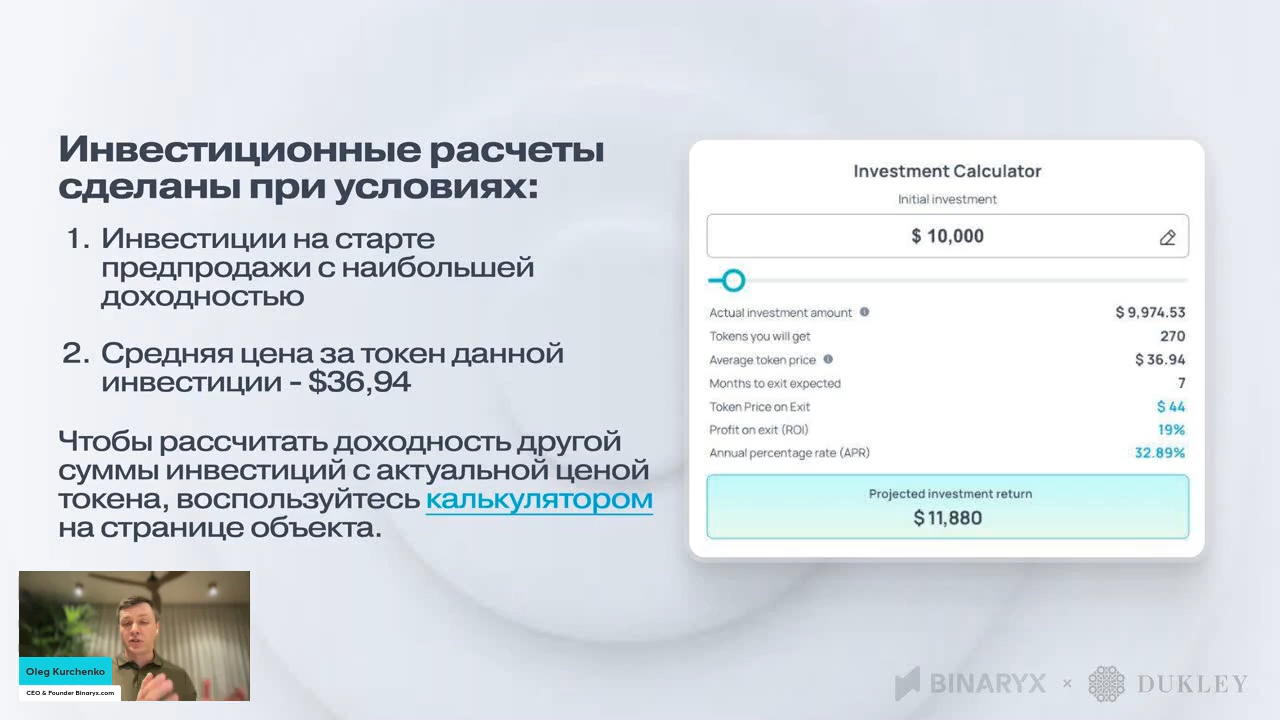 Инвестиционные расчеты
сделаны при условиях:
1. Инвестиции на старте
предпродажи с наибольшей
доходностью
2. Средняя цена за токен данной
инвестиции - $36,94
Чтобы рассчитать доходность другой
суммы инвестиций с актуальной ценой
токена, воспользуйтесь калькулятором
на странице объекта.
Investment Calculator
Initial investment
$ 10,000
Actual investment amount $ 9,974.53
Tokens you will get 270
Average token price $ 36.94
Months to exit expected 7
Token Price on Exit $ 44
Profit on exit (ROI) 19%
Annual percentage rate (APR) 32.89%
Projected investment return
$ 11,880
Oleg Kurchenko
CEO & Founder Binaryx.com
BINARYX × DUKLEY